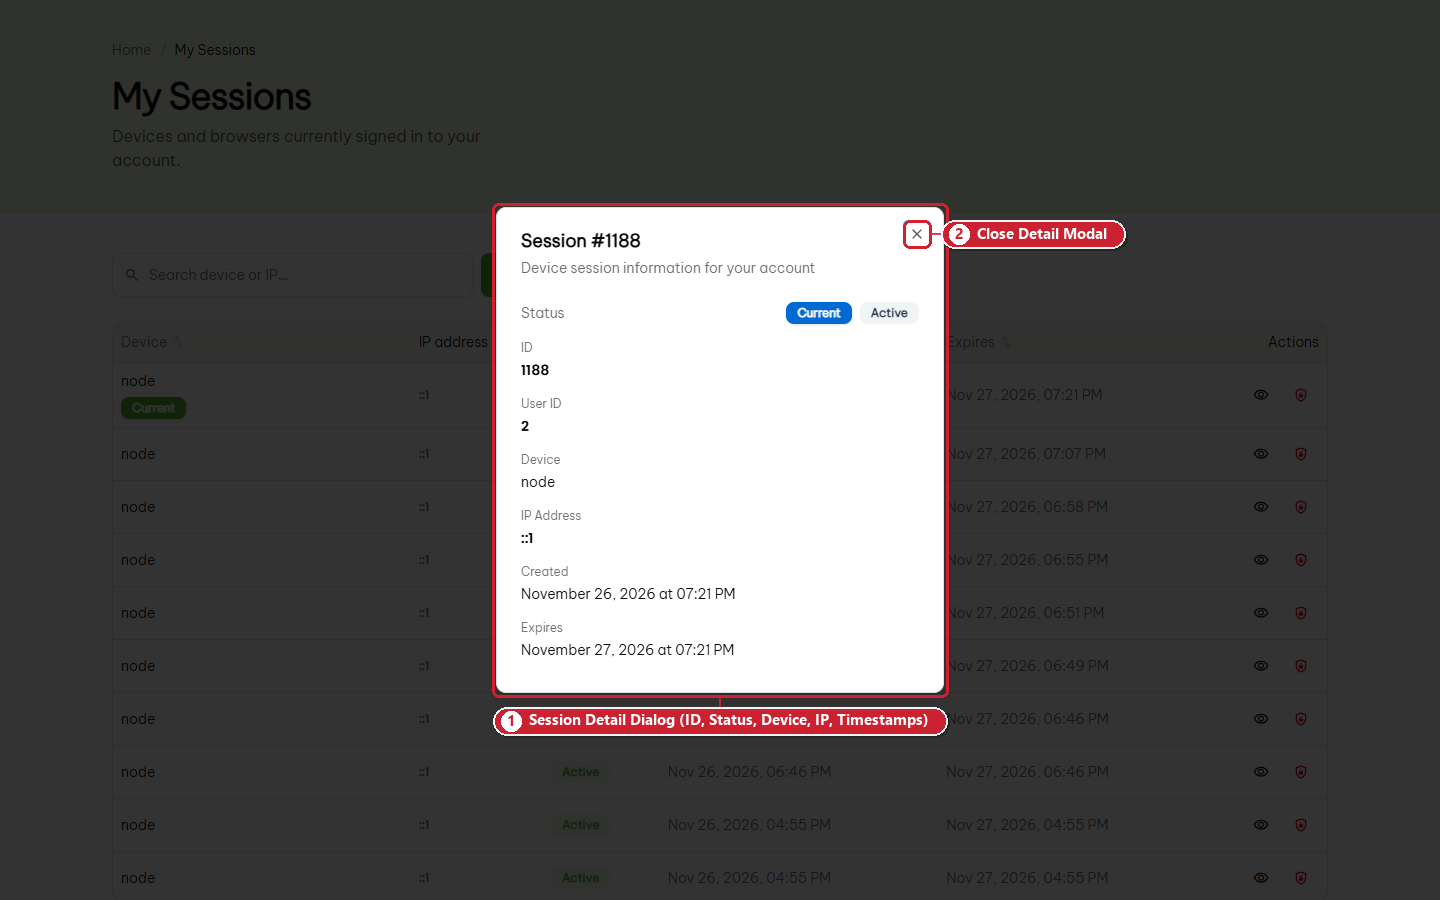 Home / My Sessions
My Sessions
Devices and browsers currently signed in to your
account.
Search device or IP...
Session #1188
Device session information for your account
Status Current Active
ID
1188
User ID
2
Device
node
IP Address
::1
Created
November 26, 2026 at 07:21 PM
Expires
November 27, 2026 at 07:21 PM
2 Close Detail Modal
1 Session Detail Dialog (ID, Status, Device, IP, Timestamps)
Device IP address Expires Actions
node ::1 Nov 27, 2026, 07:21 PM
Current
node ::1 Nov 27, 2026, 07:07 PM
node ::1 Nov 27, 2026, 06:58 PM
node ::1 Nov 27, 2026, 06:55 PM
node ::1 Nov 27, 2026, 06:51 PM
node ::1 Nov 27, 2026, 06:49 PM
node ::1 Nov 27, 2026, 06:46 PM
node ::1 Active Nov 26, 2026, 06:46 PM Nov 27, 2026, 06:46 PM
node ::1 Active Nov 26, 2026, 04:55 PM Nov 27, 2026, 04:55 PM
node ::1 Active Nov 26, 2026, 04:55 PM Nov 27, 2026, 04:55 PM